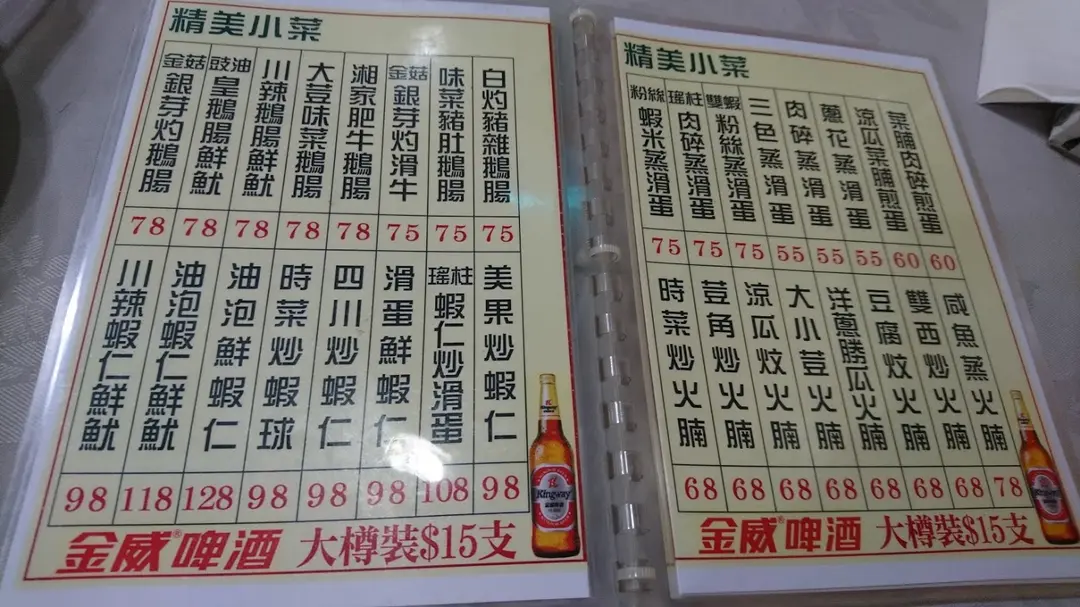 精美小菜
白灼豬雜鵝腸
味菜豬肚鵝腸
金菇銀芽灼滑牛
湘家肥牛鵝腸
大荳味菜鵝腸
川辣鵝腸鮮魷
豉油皇鵝腸鮮魷
金菇銀芽灼鵝腸
78 78 78 78 78 75 75 75
美果炒蝦仁
瑤柱蝦仁炒滑蛋
滑蛋鮮蝦仁
四川炒蝦仁
時菜炒蝦球
油泡鮮蝦仁
油泡蝦仁鮮魷
川辣蝦仁鮮魷
98 118 128 98 98 98 108 98
Kingway
金威®啤酒 大樽裝$15支
精美小菜
菜脯肉碎煎蛋
涼瓜菜脯煎蛋
蔥花蒸滑蛋
肉碎蒸滑蛋
三色蒸滑蛋
雙蝦粉絲蒸滑蛋
瑤柱肉碎蒸滑蛋
粉絲蝦米蒸滑蛋
75 75 75 55 55 55 60 60
咸魚蒸火腩
雙西炒火腩
豆腐炆火腩
洋蔥勝瓜火腩
大小荳火腩
涼瓜炆火腩
荳角炒火腩
時菜炒火腩
68 68 68 68 68 68 68 78
Kingway
金威®啤酒 大樽裝$15支